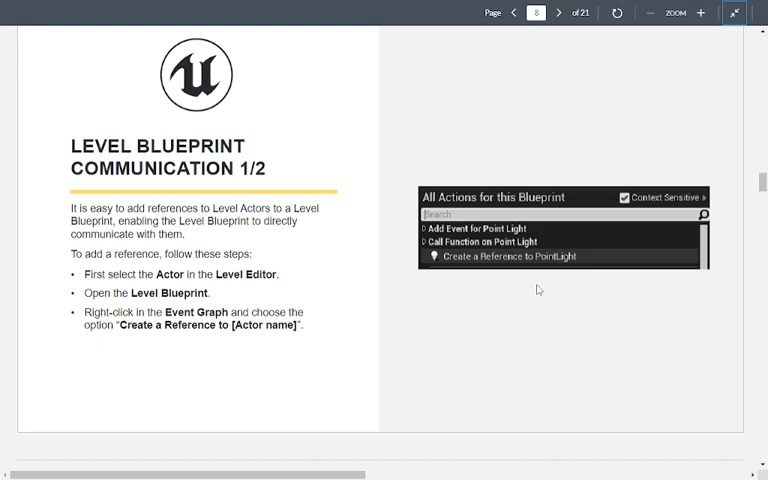 Page 8 of 21 ZOOM
LEVEL BLUEPRINT
COMMUNICATION 1/2
It is easy to add references to Level Actors to a Level
Blueprint, enabling the Level Blueprint to directly
communicate with them.
To add a reference, follow these steps:
• First select the Actor in the Level Editor.
• Open the Level Blueprint.
• Right-click in the Event Graph and choose the
option “Create a Reference to [Actor name]”.
All Actions for this Blueprint Context Sensitive
Search
Add Event for Point Light
Call Function on Point Light
Create a Reference to PointLight